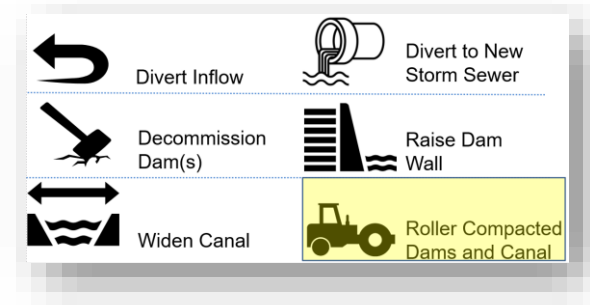 Divert Inflow
Divert to New
Storm Sewer
Decommission
Dam(s)
Raise Dam
Wall
Widen Canal
Roller Compacted
Dams and Canal